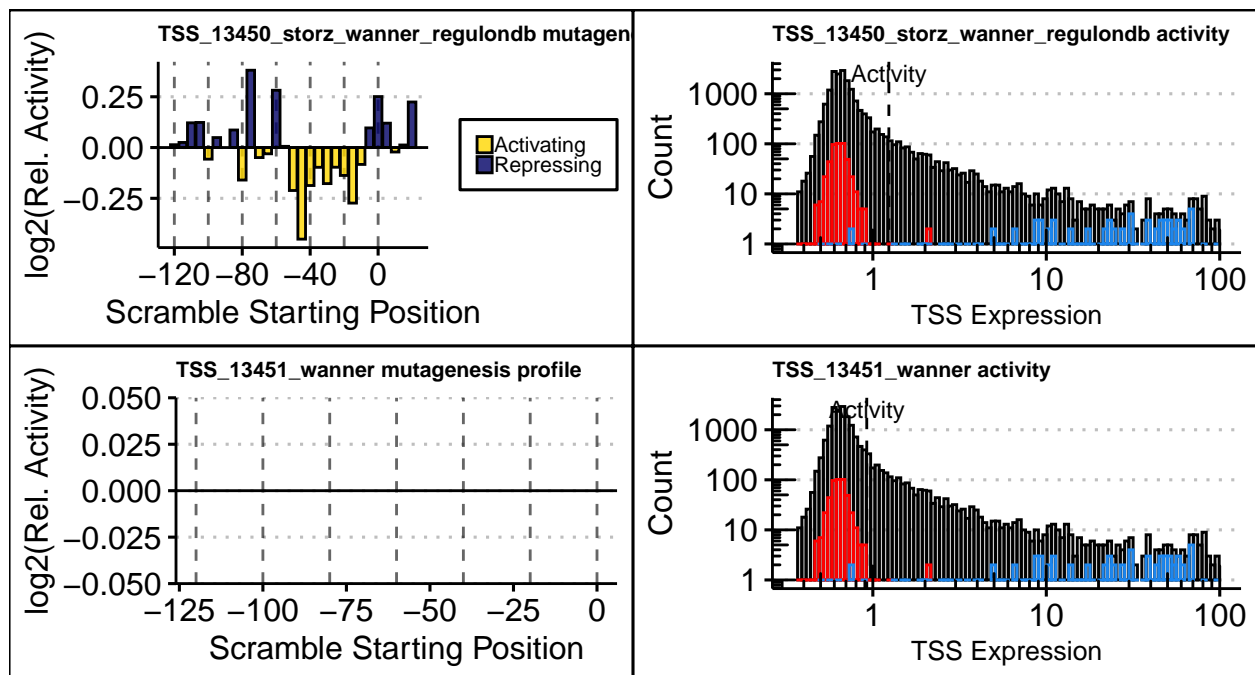 TSS_13450_storz_wanner_regulondb mutagen
log2(Rel. Activity)
0.25
0.00
−0.25
−120
−80
−40
0
Scramble Starting Position
Activating
Repressing
TSS_13450_storz_wanner_regulondb activity
Activity
Count
1000
100
10
1
1
10
100
TSS Expression
TSS_13451_wanner mutagenesis profile
log2(Rel. Activity)
0.050
0.025
0.000
−0.025
−0.050
−125
−100
−75
−50
−25
0
Scramble Starting Position
TSS_13451_wanner activity
Activity
Count
1000
100
10
1
1
10
100
TSS Expression